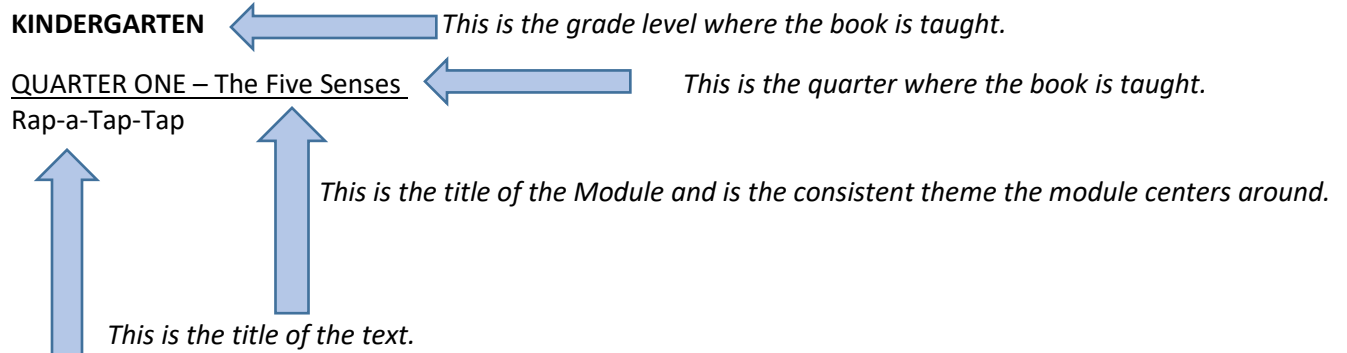 KINDERGARTEN This is the grade level where the book is taught.
QUARTER ONE – The Five Senses This is the quarter where the book is taught.
Rap-a-Tap-Tap
This is the title of the Module and is the consistent theme the module centers around.
This is the title of the text.